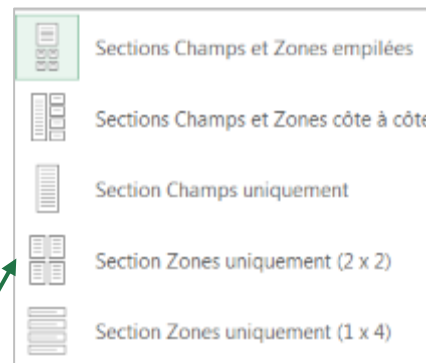 Sections Champs et Zones empilées
Sections Champs et Zones côte à côte
Section Champs uniquement
Section Zones uniquement (2 x 2)
Section Zones uniquement (1 x 4)